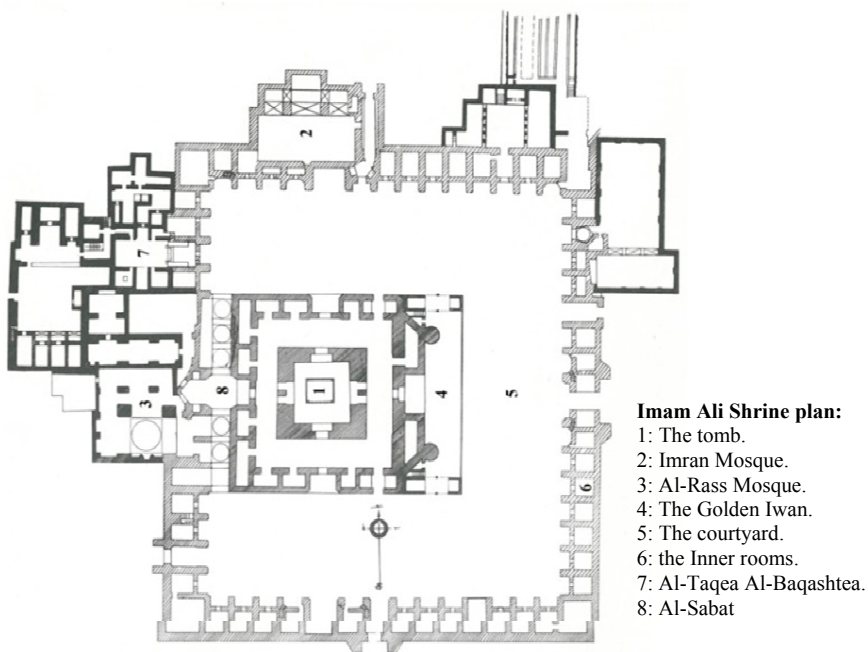 2
7
1
8
4
5
3
6
Imam Ali Shrine plan:
1: The tomb.
2: Imran Mosque.
3: Al-Rass Mosque.
4: The Golden Iwan.
5: The courtyard.
6: the Inner rooms.
7: Al-Taqea Al-Baqashtea.
8: Al-Sabat